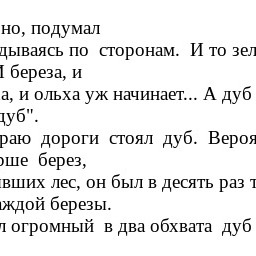 но, подумал
дываясь по сторонам. И то зел
И береза, и
а, и ольха уж начинает... А дуб
дуб".
раю дороги стоял дуб. Вероя
рше берез,
вших лес, он был в десять раз т
аждой березы.
л огромный в два обхвата дуб